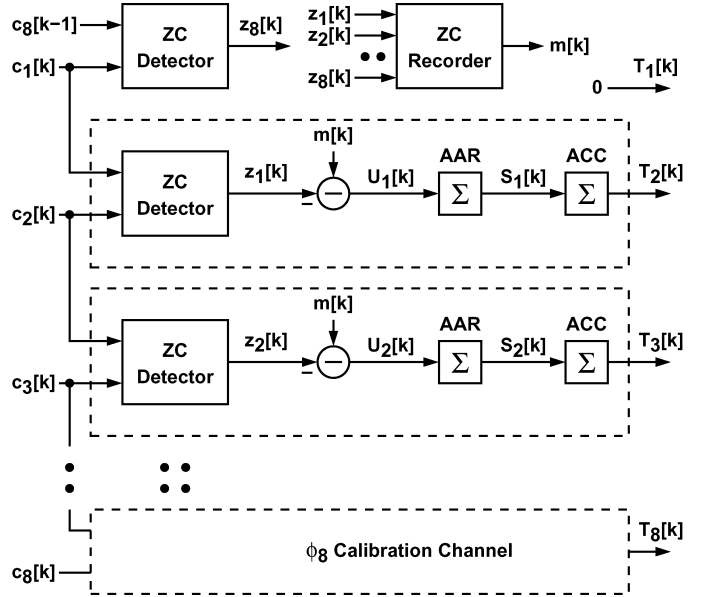 c8[k−1]
c1[k]
ZC
Detector
z8[k]
z1[k]
z2[k]
z8[k]
ZC
Recorder
m[k]
0
T1[k]
m[k]
ZC
Detector
z1[k]
−
−
U1[k]
AAR
Σ
S1[k]
ACC
Σ
T2[k]
c2[k]
m[k]
ZC
Detector
z2[k]
−
−
U2[k]
AAR
Σ
S2[k]
ACC
Σ
T3[k]
c3[k]
ϕ8 Calibration Channel
T8[k]
c8[k]